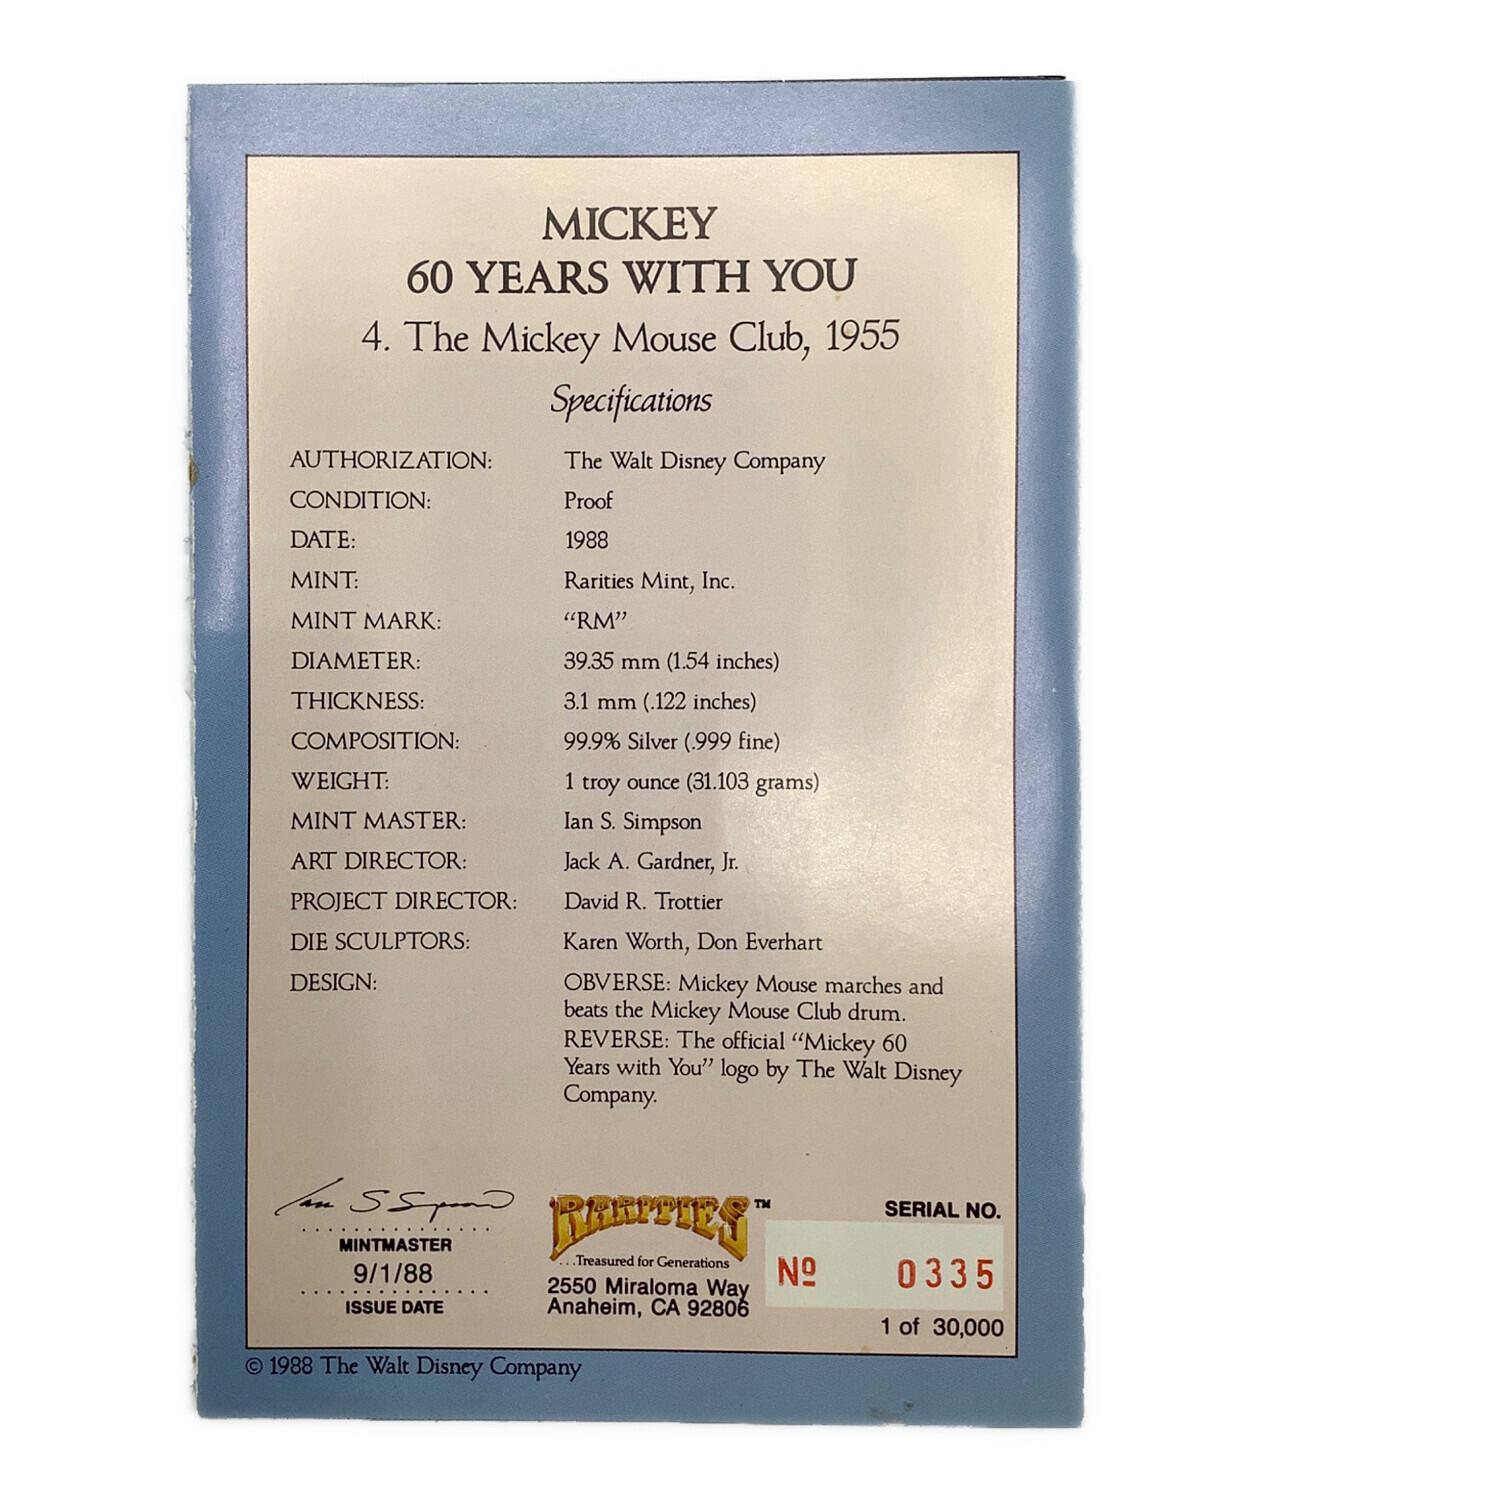 MICKEY
60 YEARS WITH YOU
4. The Mickey Mouse Club, 1955
Specifications
AUTHORIZATION: The Walt Disney Company
CONDITION: Proof
DATE: 1988
MINT: Rarities Mint, Inc.
MINT MARK: “RM”
DIAMETER: 39.35 mm (1.54 inches)
THICKNESS: 3.1 mm (.122 inches)
COMPOSITION: 99.9% Silver (.999 fine)
WEIGHT: 1 troy ounce (31.103 grams)
MINT MASTER: Ian S. Simpson
ART DIRECTOR: Jack A. Gardner, Jr.
PROJECT DIRECTOR: David R. Trottier
DIE SCULPTORS: Karen Worth, Don Everhart
DESIGN: OBVERSE: Mickey Mouse marches and
beats the Mickey Mouse Club drum.
REVERSE: The official “Mickey 60
Years with You” logo by The Walt Disney
Company.
Ian S Simpson
MINTMASTER
9/1/88
ISSUE DATE
RARITIES™
...Treasured for Generations
2550 Miraloma Way
Anaheim, CA 92806
SERIAL NO.
Nº 0335
1 of 30,000
© 1988 The Walt Disney Company